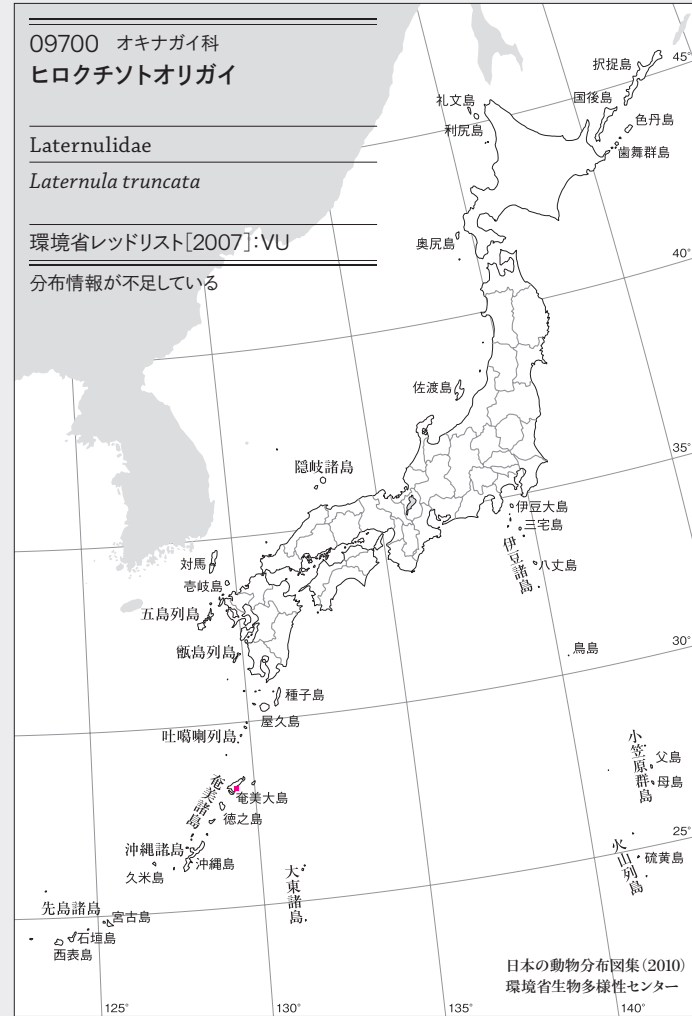 09700 オキナガイ科
ヒロクチソトオリガイ
Laternulidae
Laternula truncata
環境省レッドリスト[2007]:VU
分布情報が不足している
択捉島
45°
国後島
礼文島
色丹島
利尻島
歯舞群島
奥尻島
40°
佐渡島
35°
隠岐諸島
伊豆大島
三宅島
伊豆諸島
八丈島
対馬
壱岐島
五島列島
甑島列島
鳥島
30°
種子島
屋久島
吐噶喇列島
小笠原群島
父島
母島
奄美諸島
奄美大島
徳之島
25°
沖縄諸島
沖縄島
火山列島
硫黄島
久米島
大東諸島
先島諸島
宮古島
石垣島
西表島
日本の動物分布図集(2010)
環境省生物多様性センター
125°
130°
135°
140°